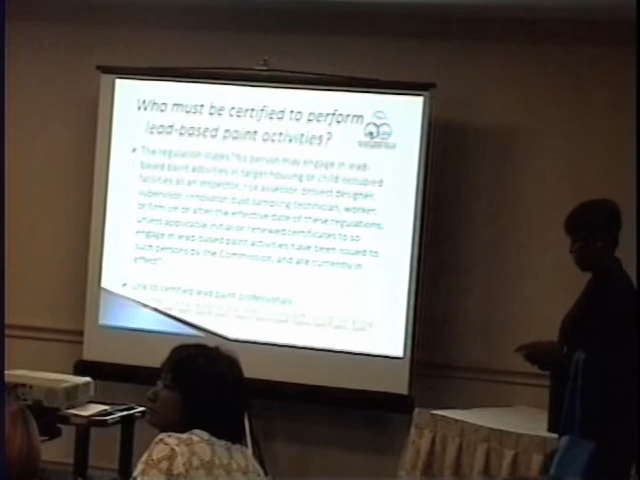 Who must be certified to perform
lead-based paint activities?
The regulation states "No person may engage in lead-
based paint activities in target housing or child-occupied
facilities as an inspector, risk assessor, project designer,
supervisor, renovator, dust sampling technician, worker,
or firm on or after the effective date of these regulations,
unless applicable initial or renewed certificates to so
engage in lead-based paint activities have been issued to
such persons by the Commission, and are currently in
effect"
Link to certified lead paint professionals